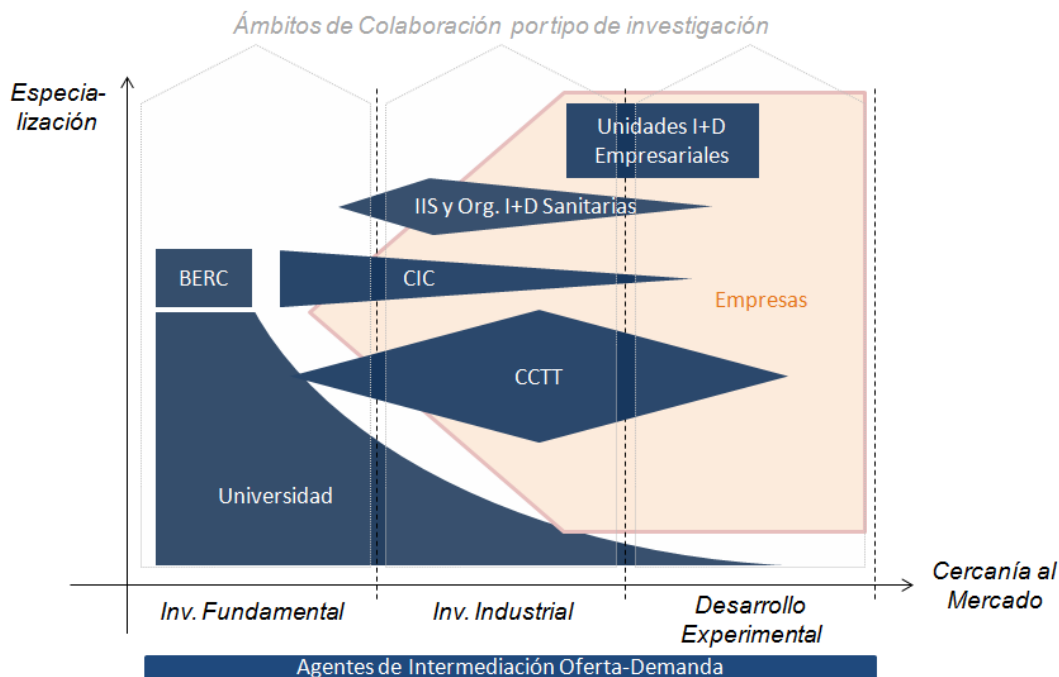 Ámbitos de Colaboración por tipo de investigación
Especia-
lización
Unidades I+D
Empresariales
IIS y Org. I+D Sanitarias
BERC
CIC
Empresas
CCTT
Universidad
Cercanía al
Mercado
Inv. Fundamental
Inv. Industrial
Desarrollo
Experimental
Agentes de Intermediación Oferta-Demanda